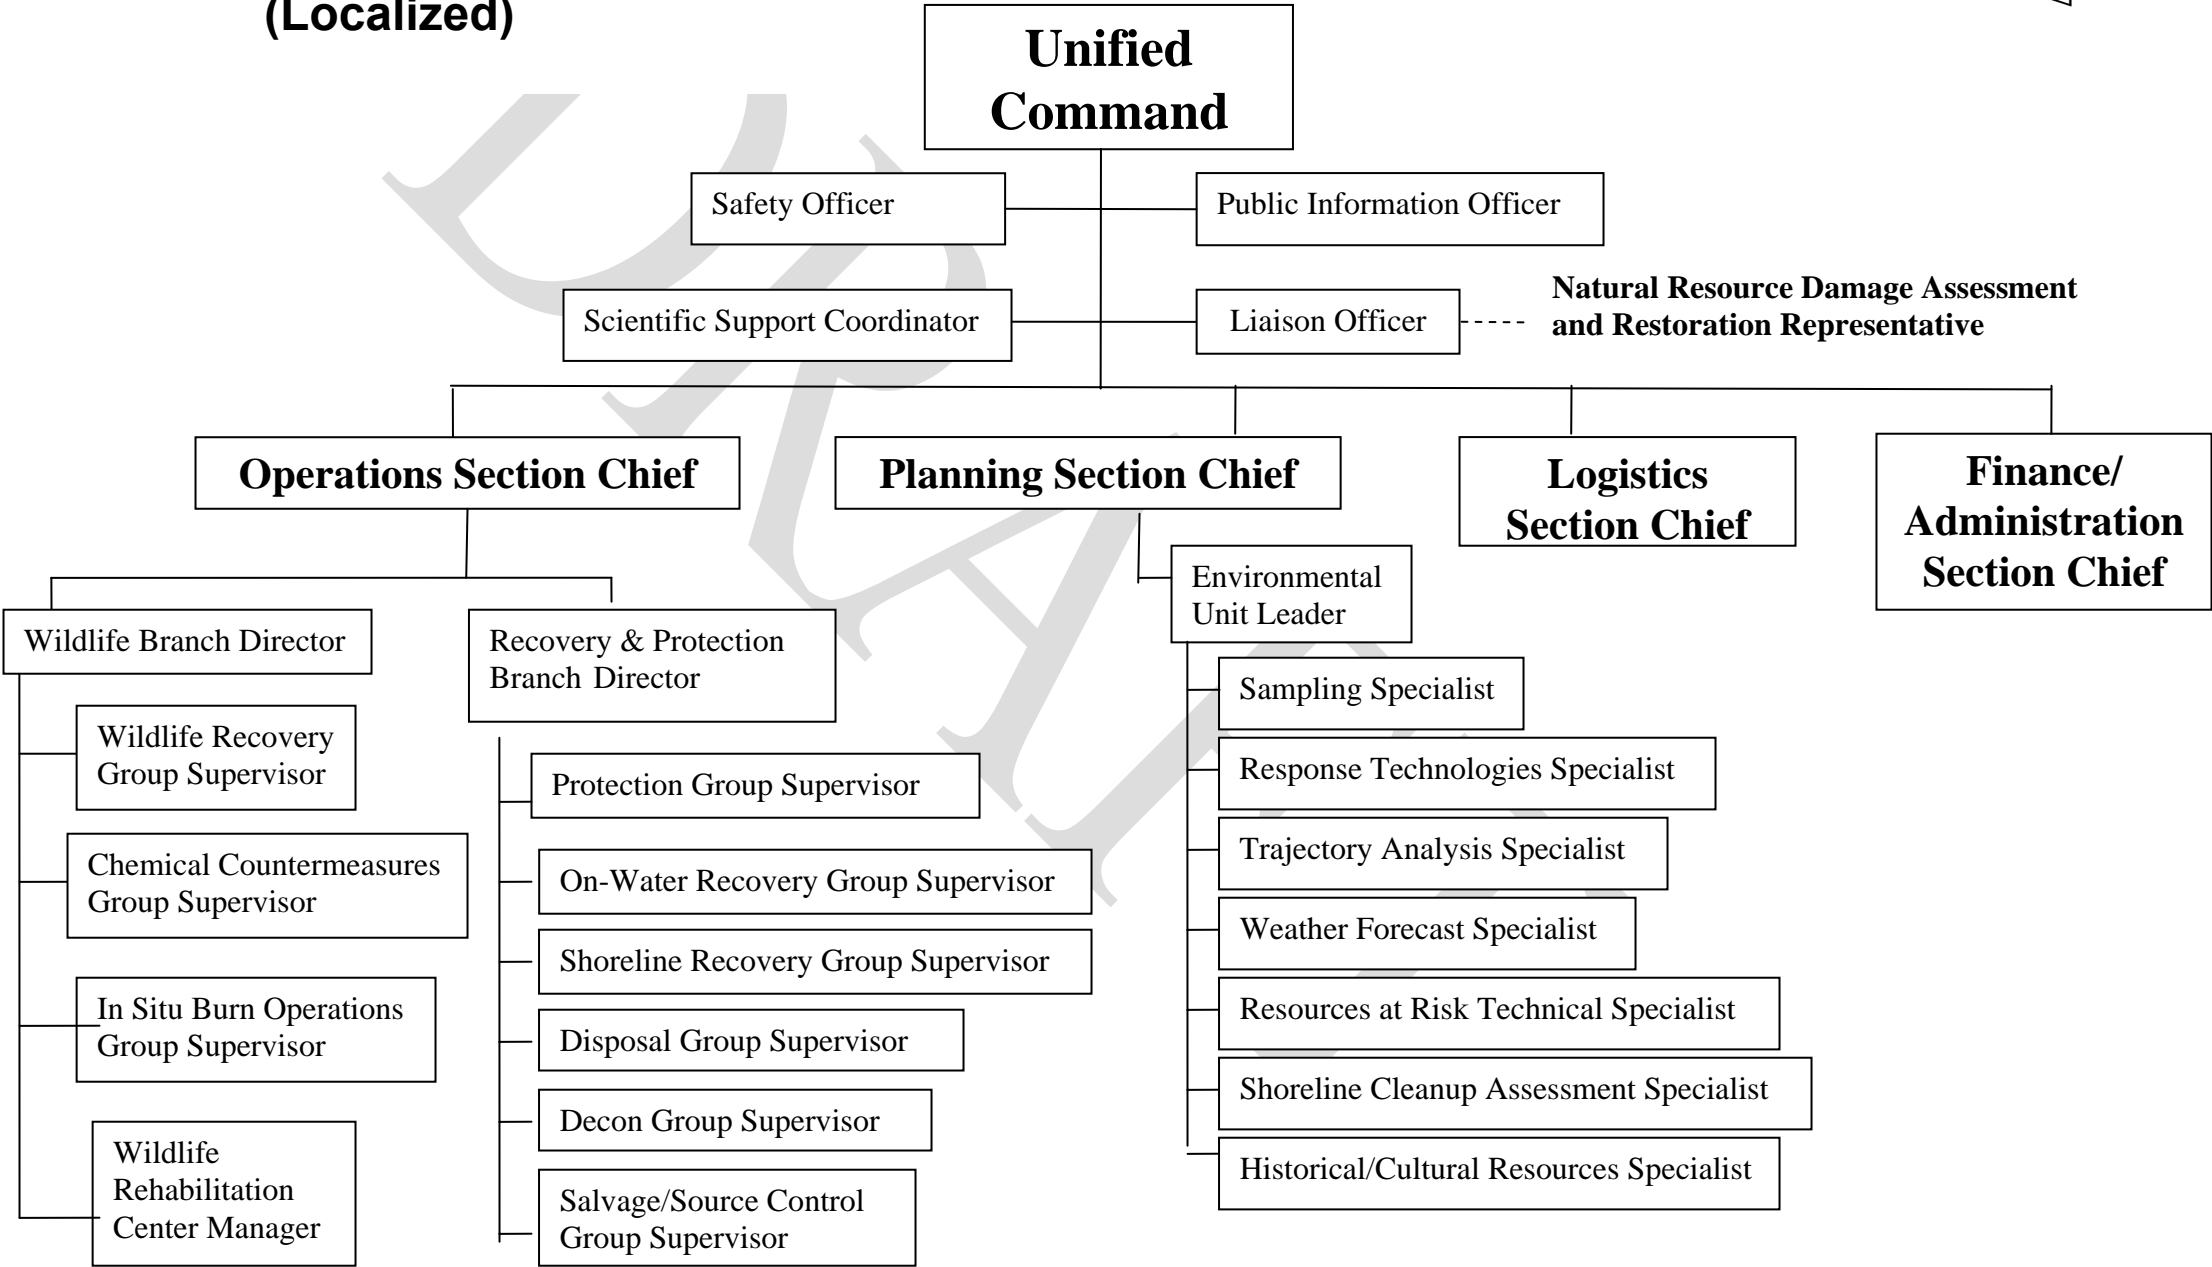 (Localized)
Unified
Command
Safety Officer
Public Information Officer
Scientific Support Coordinator
Liaison Officer
Natural Resource Damage Assessment
and Restoration Representative
Operations Section Chief
Planning Section Chief
Logistics
Section Chief
Finance/
Administration
Section Chief
Wildlife Branch Director
Wildlife Recovery
Group Supervisor
Chemical Countermeasures
Group Supervisor
In Situ Burn Operations
Group Supervisor
Wildlife
Rehabilitation
Center Manager
Recovery & Protection
Branch Director
Protection Group Supervisor
On-Water Recovery Group Supervisor
Shoreline Recovery Group Supervisor
Disposal Group Supervisor
Decon Group Supervisor
Salvage/Source Control
Group Supervisor
Environmental
Unit Leader
Sampling Specialist
Response Technologies Specialist
Trajectory Analysis Specialist
Weather Forecast Specialist
Resources at Risk Technical Specialist
Shoreline Cleanup Assessment Specialist
Historical/Cultural Resources Specialist
DRAFT